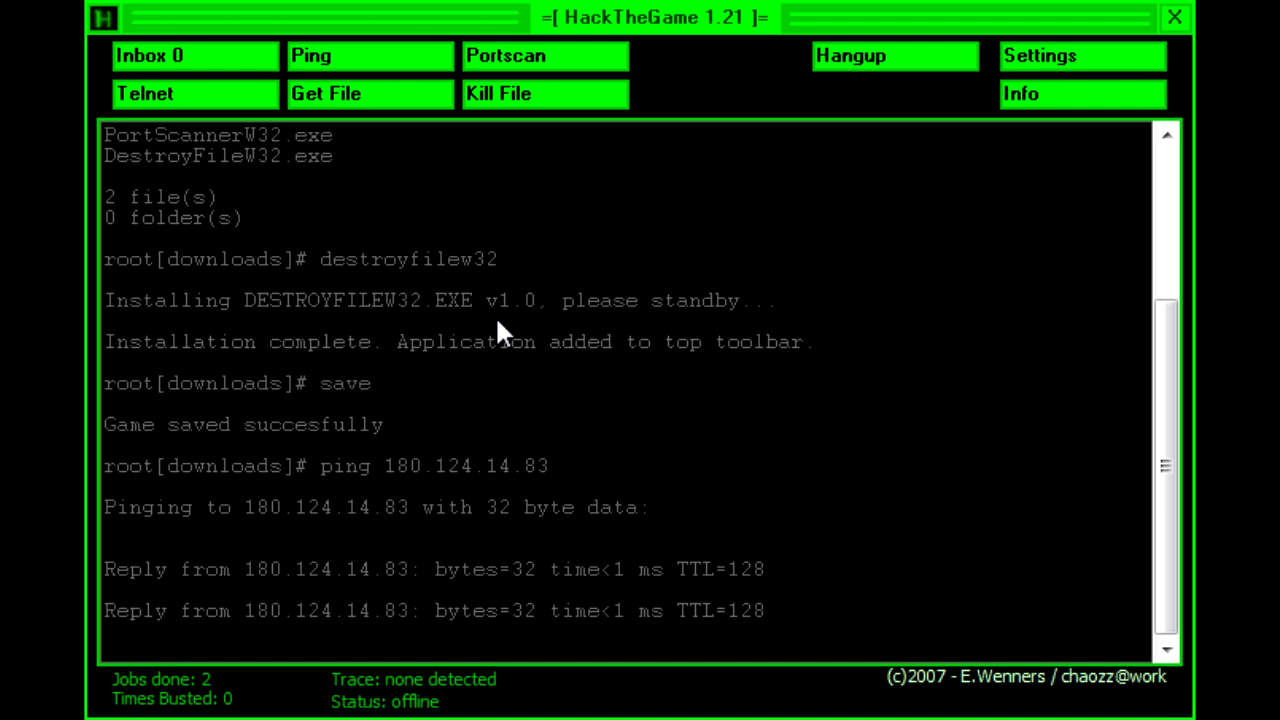 H
=[ HackTheGame 1.21 ]=
X
Inbox 0 Ping Portscan Hangup Settings
Telnet Get File Kill File Info
PortScannerW32.exe
DestroyFileW32.exe
2 file(s)
0 folder(s)
root[downloads]# destroyfilew32
Installing DESTROYFILEW32.EXE v1.0, please standby...
Installation complete. Application added to top toolbar.
root[downloads]# save
Game saved succesfully
root[downloads]# ping 180.124.14.83
Pinging to 180.124.14.83 with 32 byte data:
Reply from 180.124.14.83: bytes=32 time<1 ms TTL=128
Reply from 180.124.14.83: bytes=32 time<1 ms TTL=128
Jobs done: 2 Trace: none detected (c)2007 - E.Wenners / chaozz@work
Times Busted: 0 Status: offline